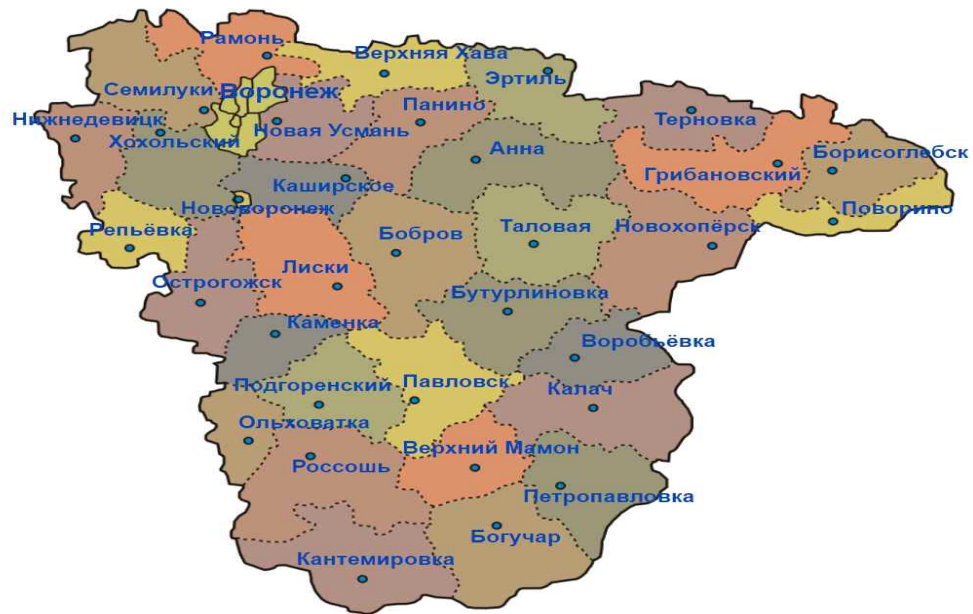 Рамонь
Верхняя Хава
Эртиль
Семилуки
Воронеж
Панино
Нижнедевицк
Терновка
Новая Усмань
Хохольский
Анна
Борисоглебск
Грибановский
Каширское
Нововоронеж
Поворино
Репьёвка
Бобров
Таловая
Новохопёрск
Лиски
Острогожск
Бутурлиновка
Каменка
Воробьёвка
Подгоренский
Павловск
Калач
Ольховатка
Верхний Мамон
Россошь
Петропавловка
Богучар
Кантемировка